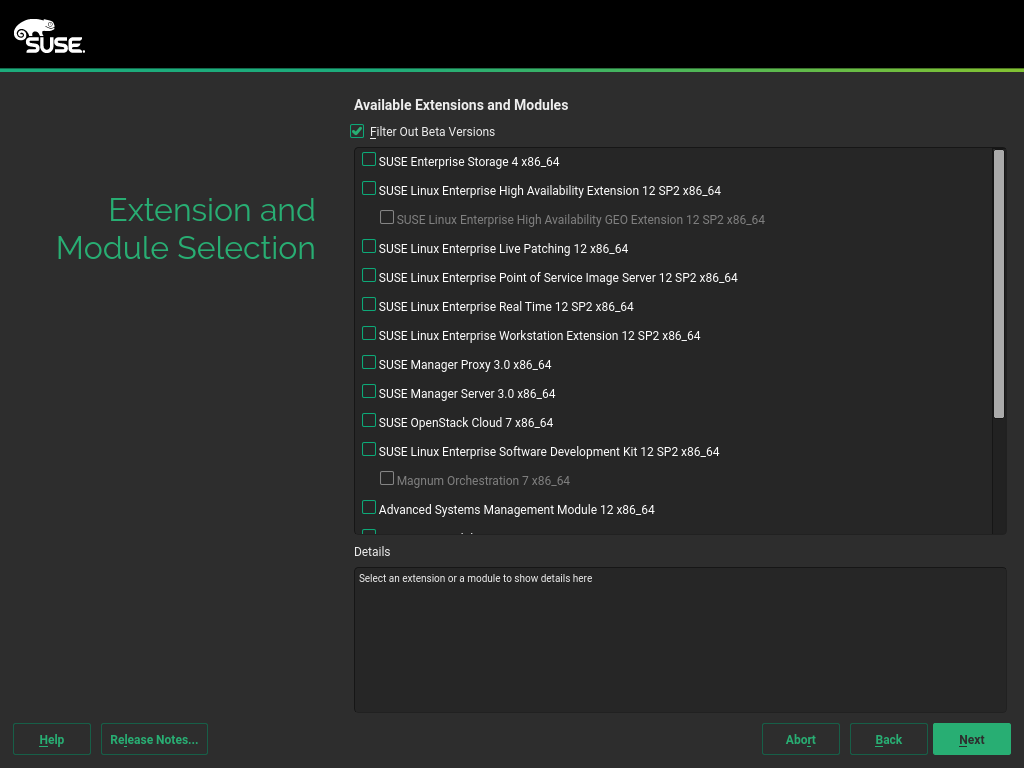 SUSE
Available Extensions and Modules
Filter Out Beta Versions
Extension and
Module Selection
SUSE Enterprise Storage 4 x86_64
SUSE Linux Enterprise High Availability Extension 12 SP2 x86_64
SUSE Linux Enterprise High Availability GEO Extension 12 SP2 x86_64
SUSE Linux Enterprise Live Patching 12 x86_64
SUSE Linux Enterprise Point of Service Image Server 12 SP2 x86_64
SUSE Linux Enterprise Real Time 12 SP2 x86_64
SUSE Linux Enterprise Workstation Extension 12 SP2 x86_64
SUSE Manager Proxy 3.0 x86_64
SUSE Manager Server 3.0 x86_64
SUSE OpenStack Cloud 7 x86_64
SUSE Linux Enterprise Software Development Kit 12 SP2 x86_64
Magnum Orchestration 7 x86_64
Advanced Systems Management Module 12 x86_64
Details
Select an extension or a module to show details here
Help
Release Notes...
Abort
Back
Next